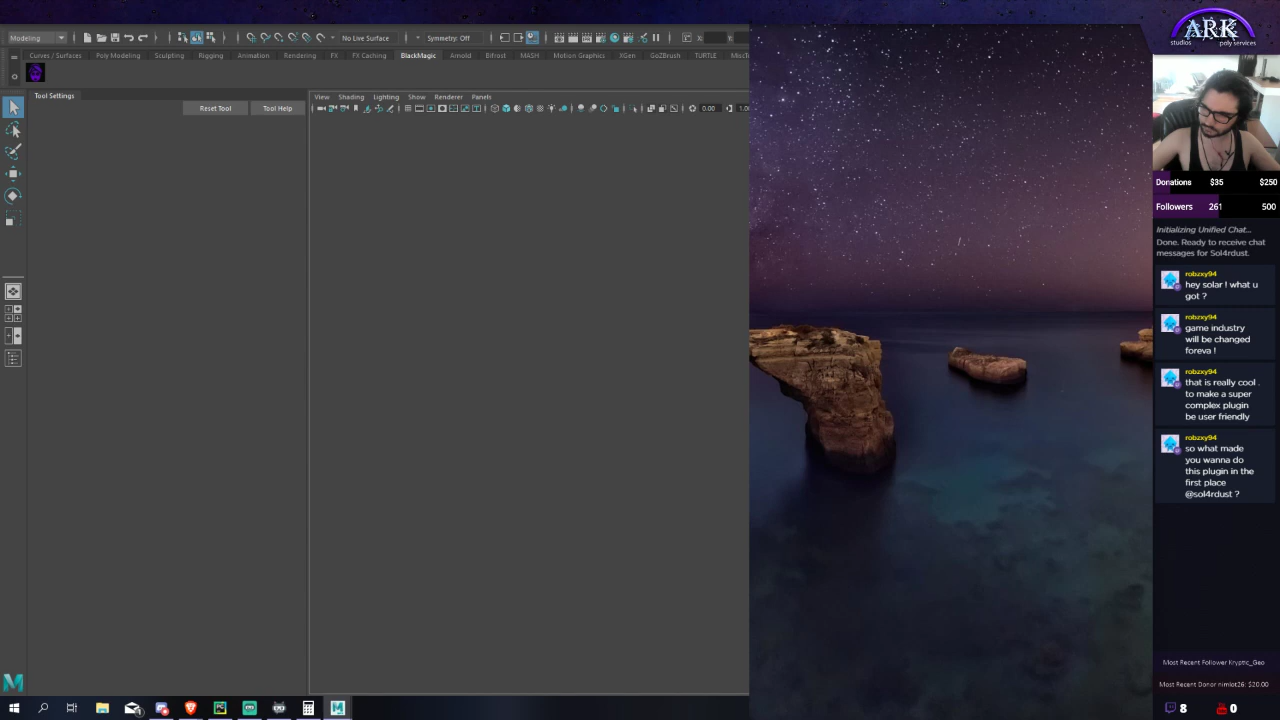 Modeling
No Live Surface
Symmetry: Off
X:
Y:
Curves / Surfaces
Poly Modeling
Sculpting
Rigging
Animation
Rendering
FX
FX Caching
BlackMagic
Arnold
Bifrost
MASH
Motion Graphics
XGen
GoZBrush
TURTLE
Tool Settings
Reset Tool
Tool Help
View
Shading
Lighting
Show
Renderer
Panels
0.00
ARK
studios
poly services
Donations $35 $250
Followers 261 500
Initializing Unified Chat...
Done. Ready to receive chat
messages for Sol4rdust.
robzxy94
hey solar ! what u
got ?
robzxy94
game industry
will be changed
foreva !
robzxy94
that is really cool .
to make a super
complex plugin
be user friendly
robzxy94
so what made
you wanna do
this plugin in the
first place
@sol4rdust ?
Most Recent Follower Kryptic_Geo
Most Recent Donor nimlot26: $20.00
8
0